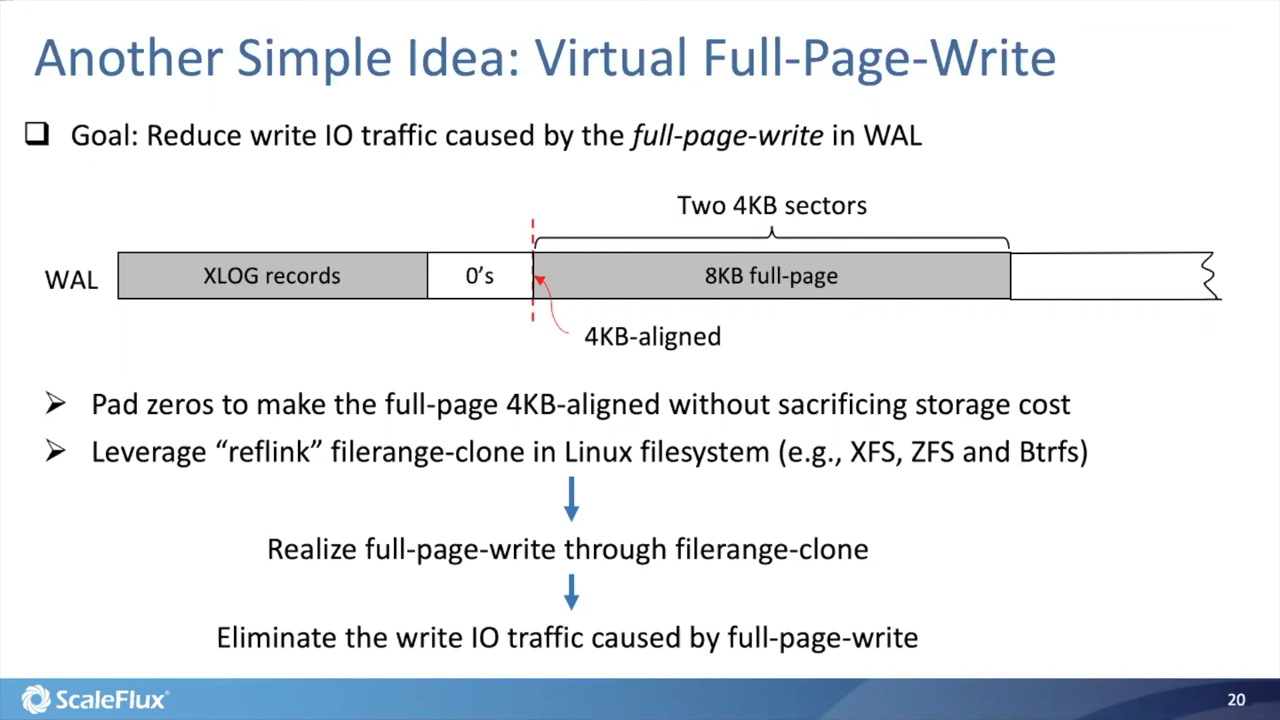 Another Simple Idea: Virtual Full-Page-Write
Goal: Reduce write IO traffic caused by the full-page-write in WAL
Two 4KB sectors
WAL
XLOG records
0's
8KB full-page
4KB-aligned
Pad zeros to make the full-page 4KB-aligned without sacrificing storage cost
Leverage “reflink” filerange-clone in Linux filesystem (e.g., XFS, ZFS and Btrfs)
Realize full-page-write through filerange-clone
Eliminate the write IO traffic caused by full-page-write
ScaleFlux
20